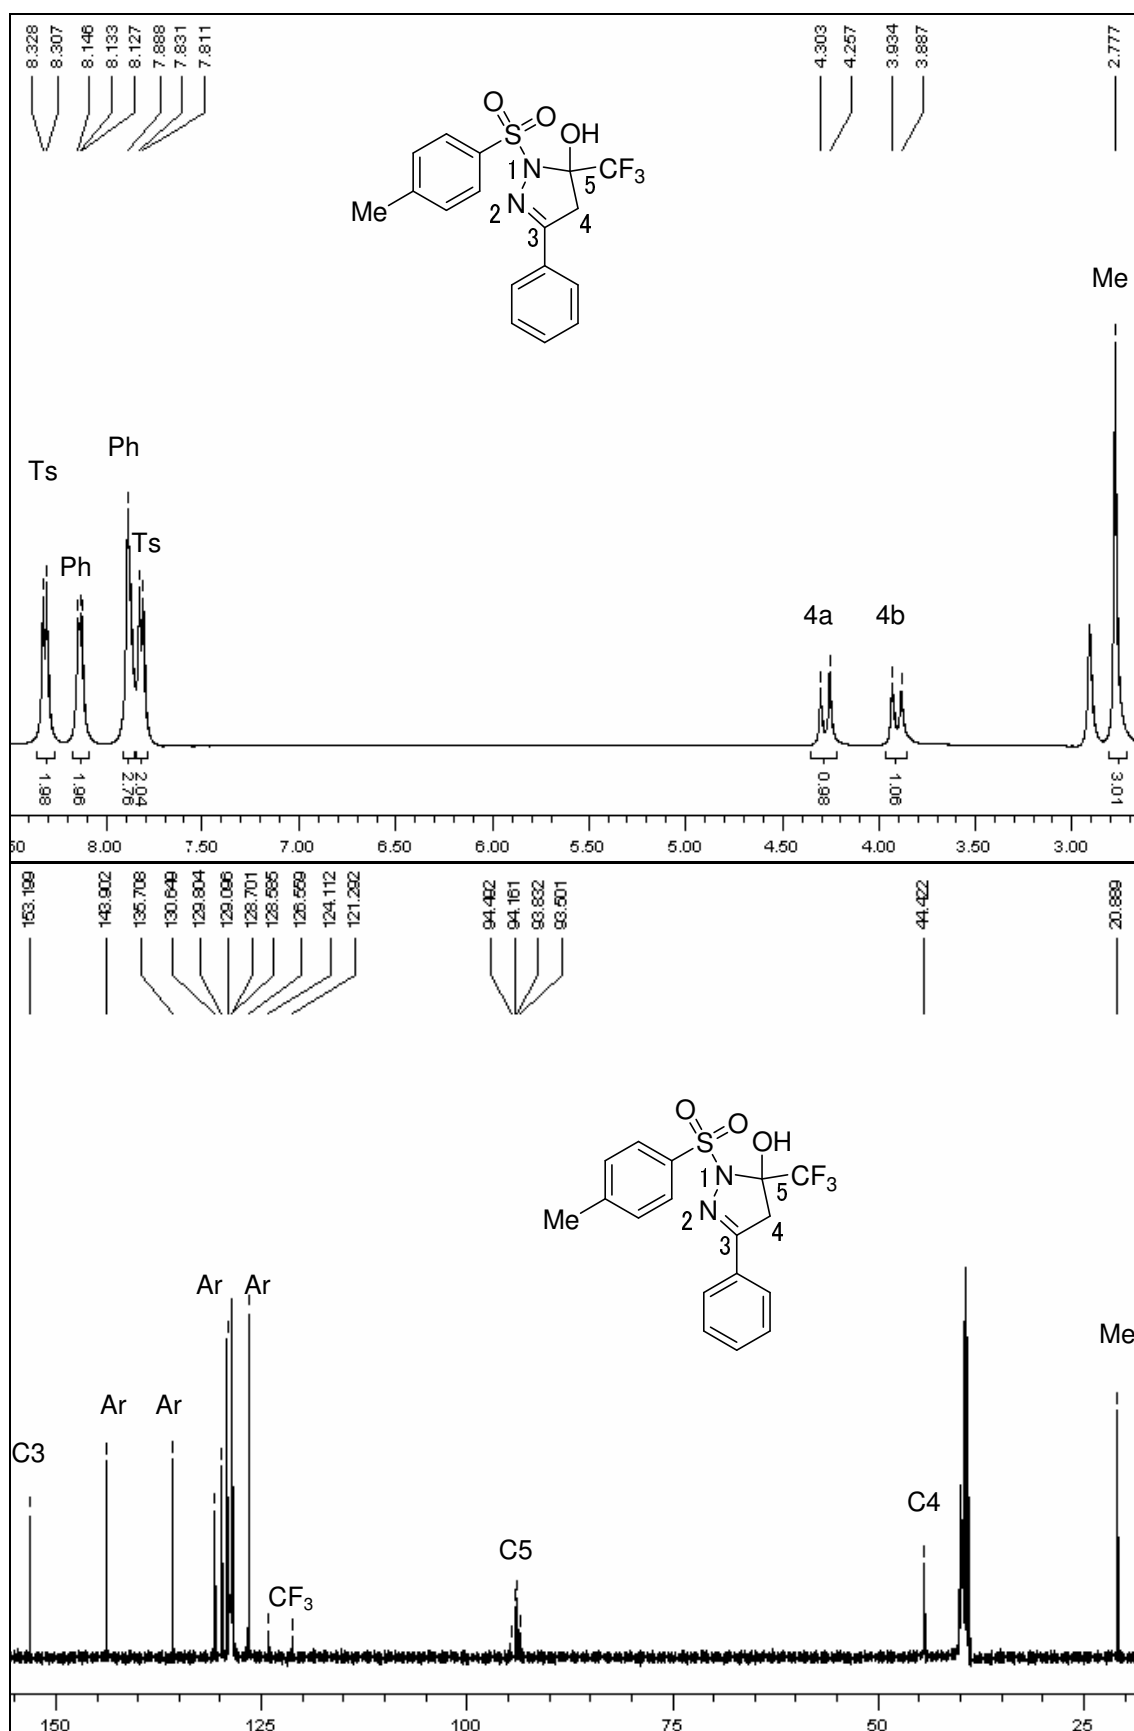 8.328 8.307 8.146 8.133 8.127 7.888 7.831 7.811 4.303 4.257 3.934 3.887 2.777
O O OH
S
1 N 5 CF3
Me 2 N 4
3
Me
Ph
Ts
Ts
Ph
4a 4b
1.98 1.96 2.76 2.04 0.98 1.06 3.01
50 8.00 7.50 7.00 6.50 6.00 5.50 5.00 4.50 4.00 3.50 3.00
153.199 143.902 135.708 130.649 129.804 129.096 128.701 128.585 126.559 124.112 121.292 94.492 94.161 93.832 93.501 44.422 20.889
O O OH
S
1 N 5 CF3
Me 2 N 4
3
Ar Ar
Me
Ar Ar
C3
C4
C5
CF3
150 125 100 75 50 25